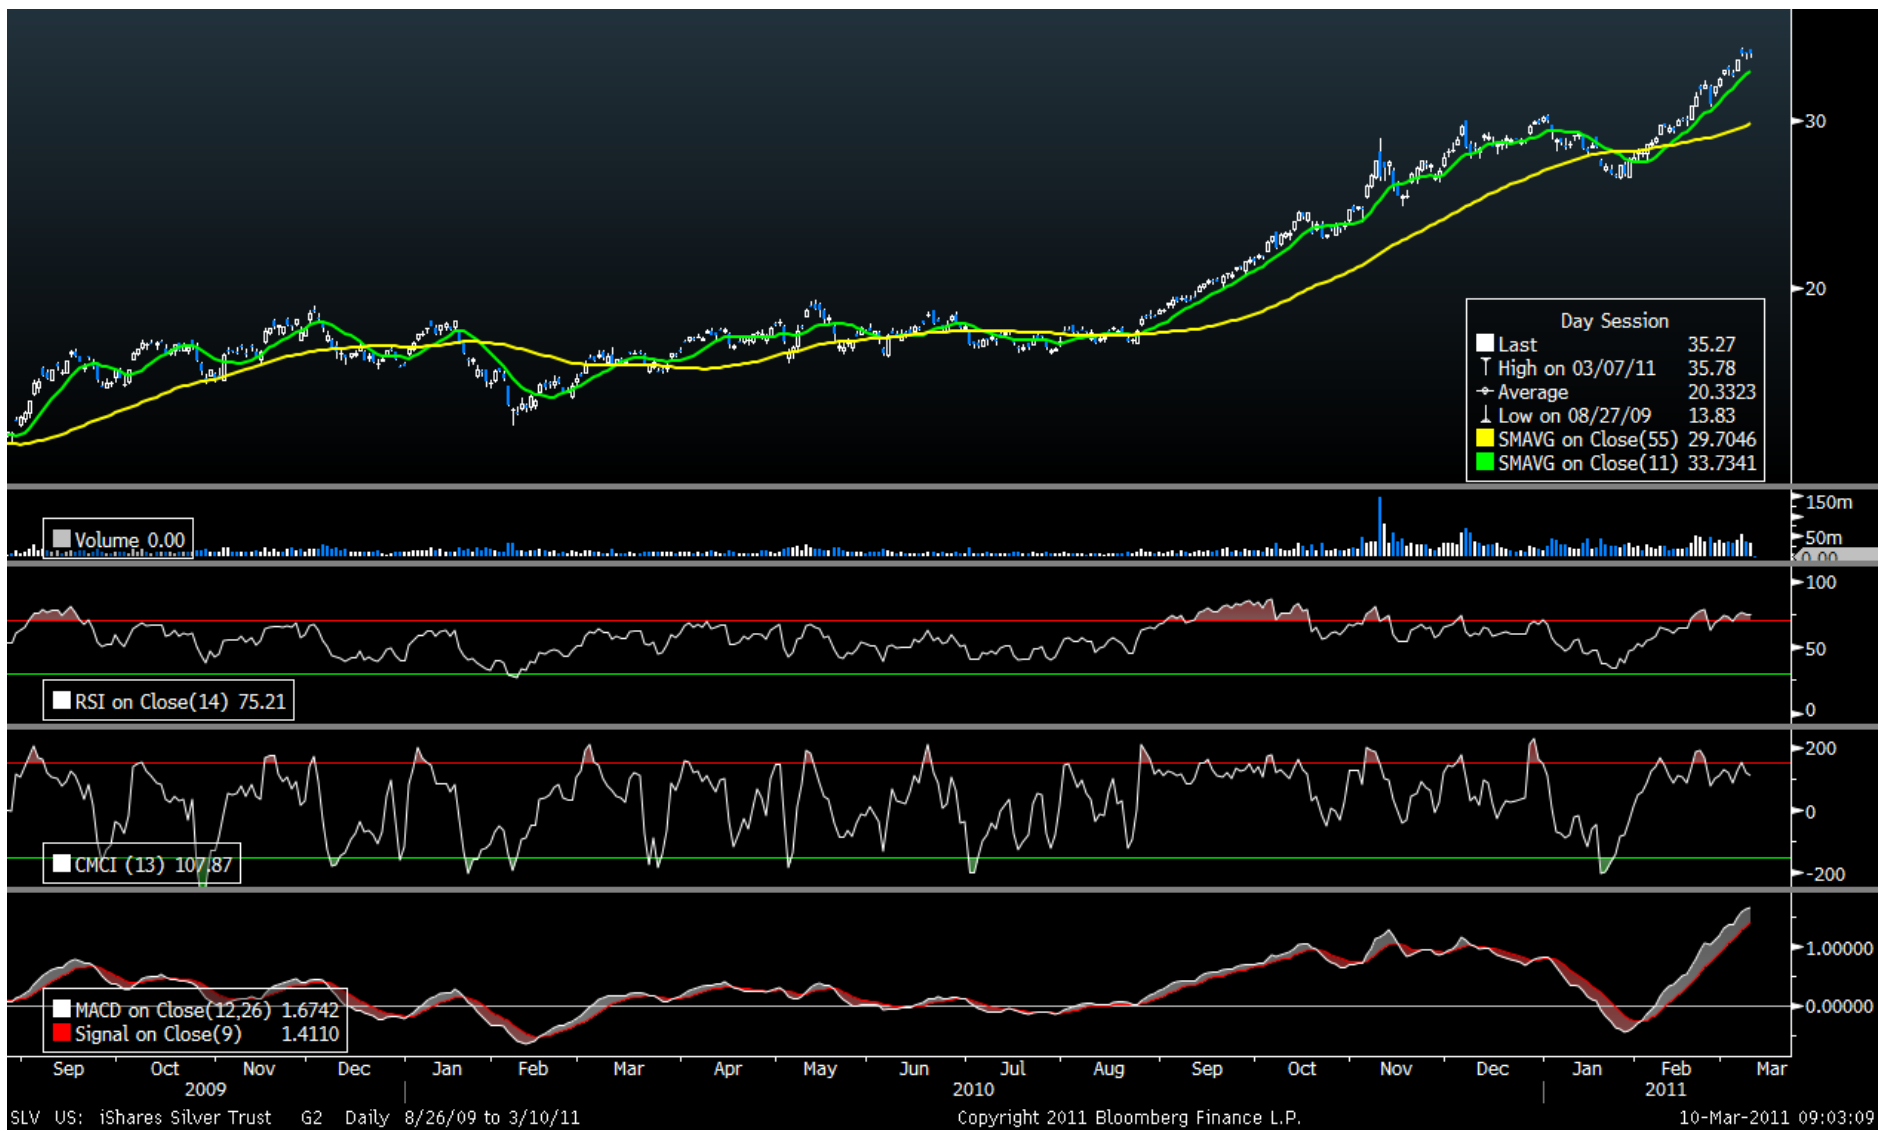 30
20
Day Session
Last 35.27
High on 03/07/11 35.78
Average 20.3323
Low on 08/27/09 13.83
SMAVG on Close(55) 29.7046
SMAVG on Close(11) 33.7341
150m
Volume 0.00
50m
0.00
100
50
RSI on Close(14) 75.21
0
200
0
CMCI (13) 107.87
-200
1.00000
MACD on Close(12,26) 1.6742
0.00000
Signal on Close(9) 1.4110
Sep Oct Nov Dec Jan Feb Mar Apr May Jun Jul Aug Sep Oct Nov Dec Jan Feb Mar
2009 2010 2011
SLV US: iShares Silver Trust G2 Daily 8/26/09 to 3/10/11 Copyright 2011 Bloomberg Finance L.P. 10-Mar-2011 09:03:09